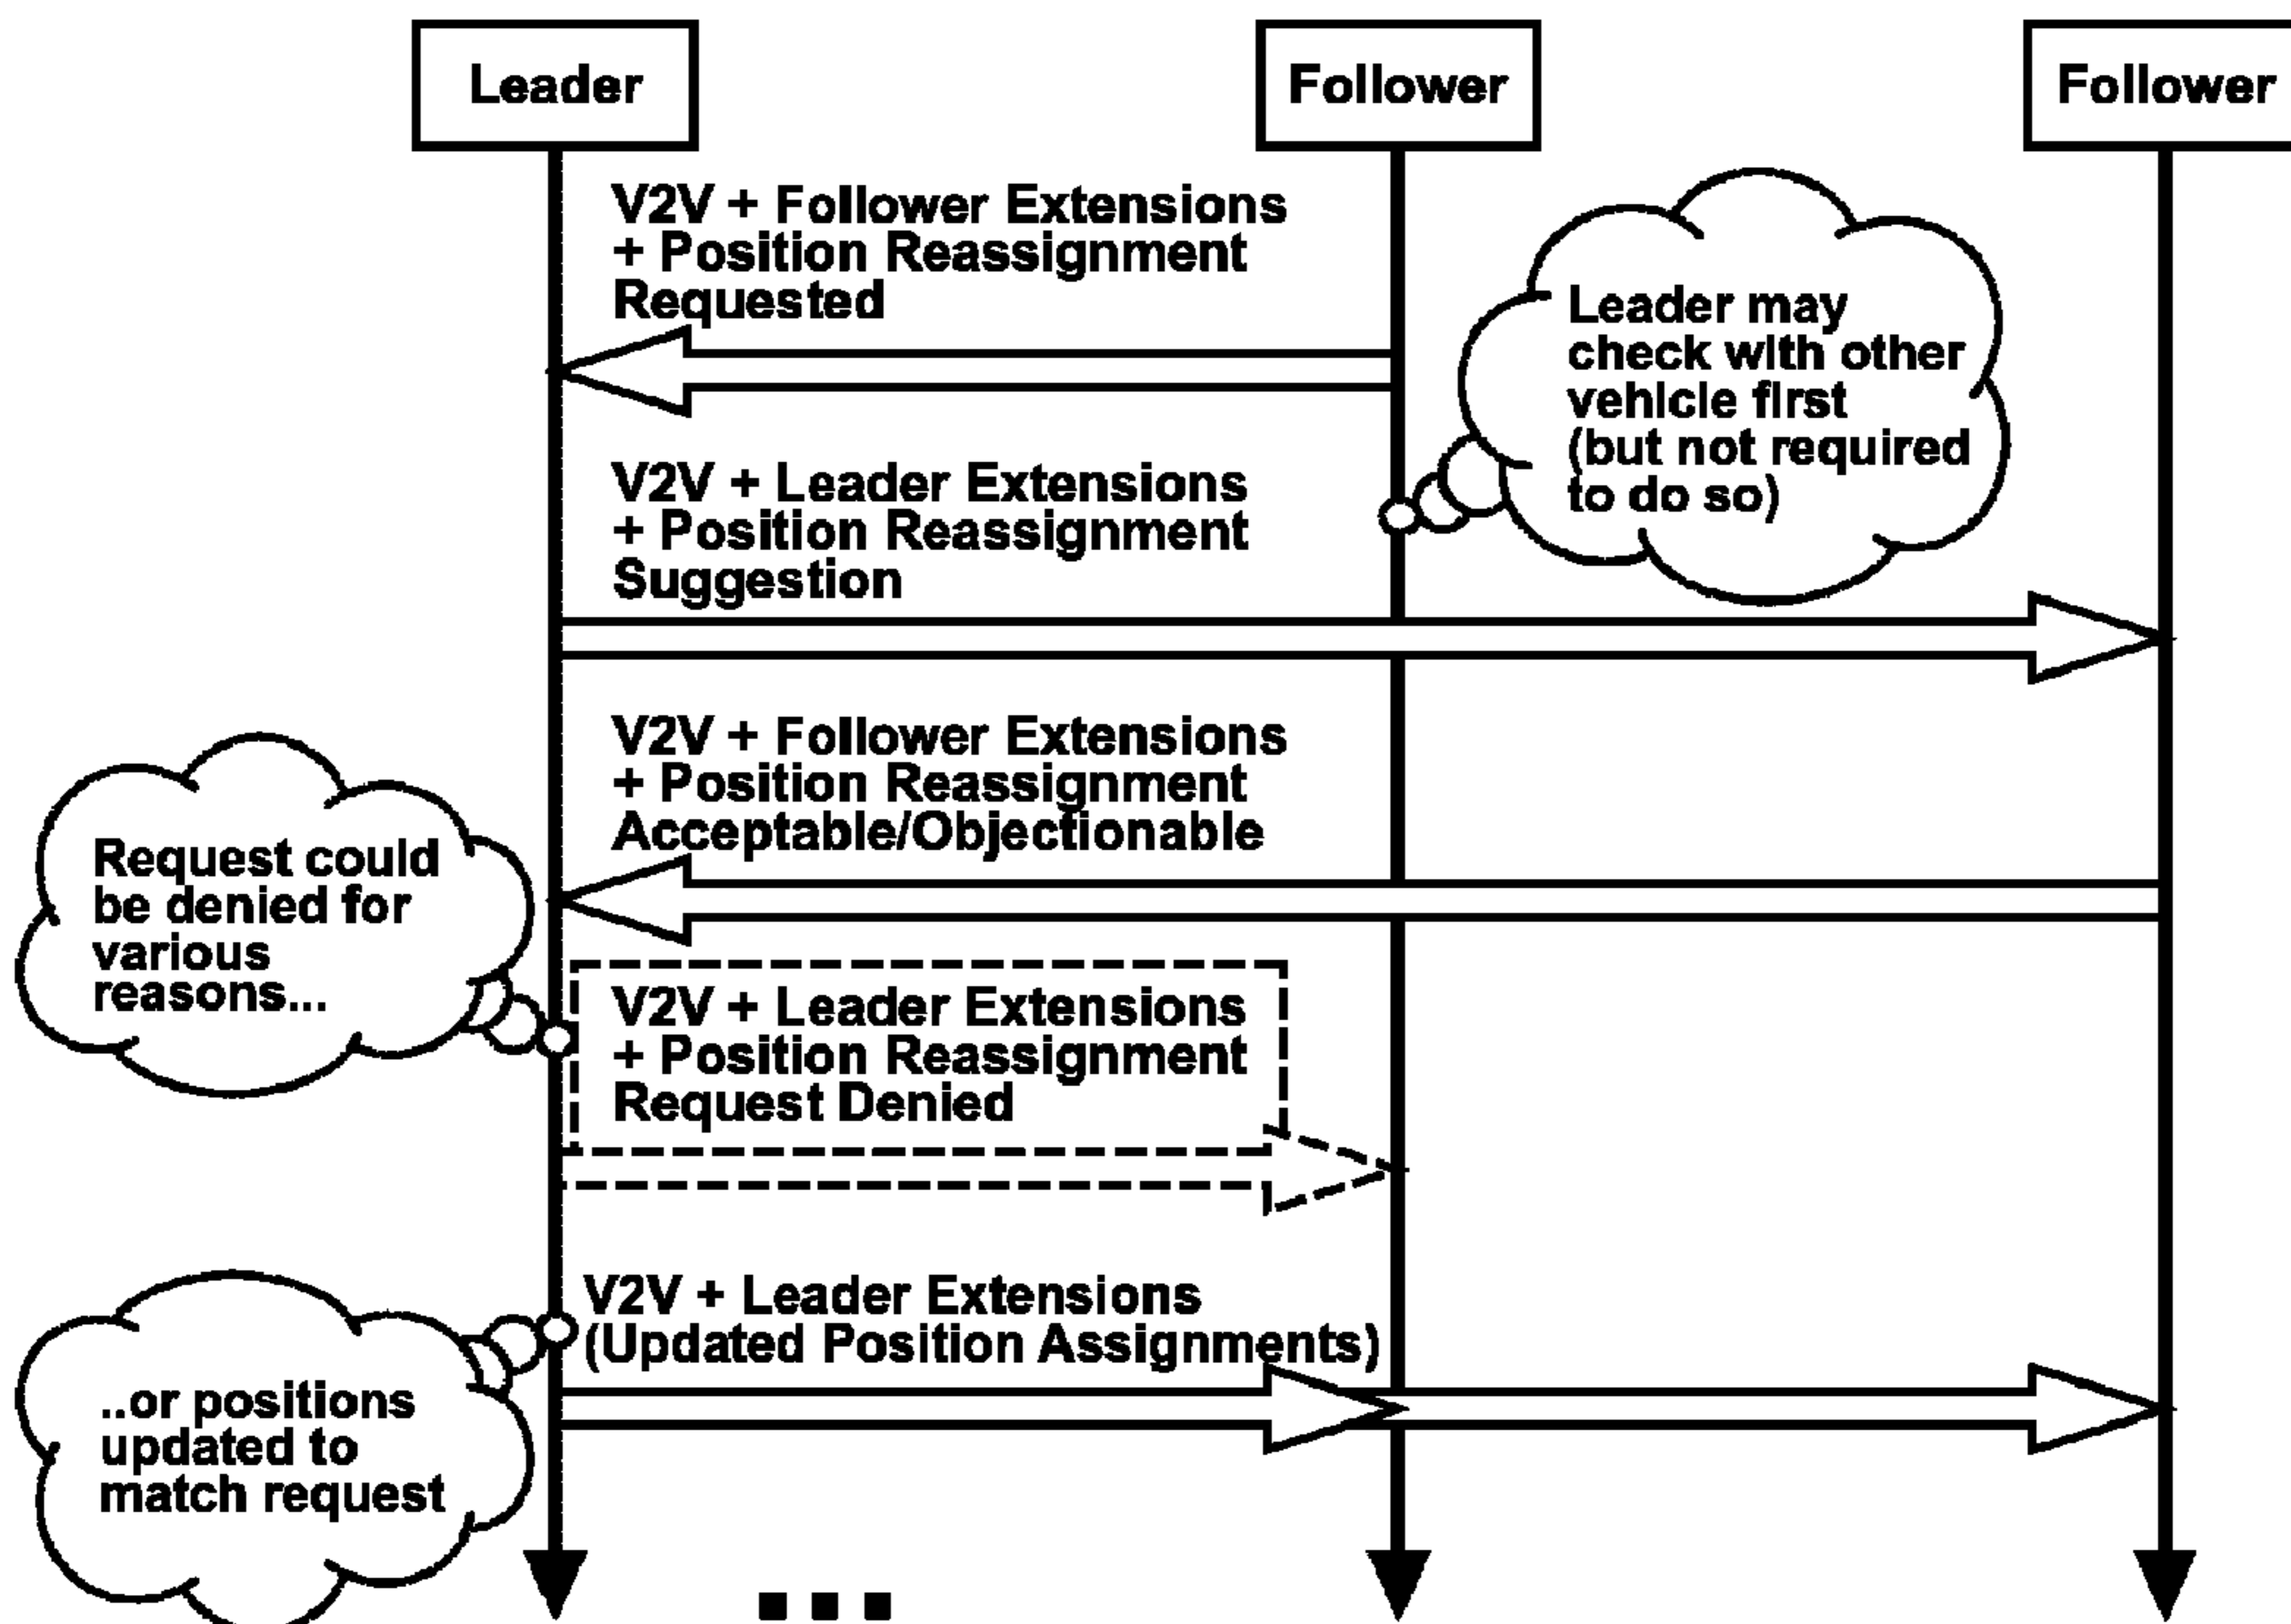 Leader
Follower
Follower
V2V + Follower Extensions
+ Position Reassignment
Requested
Leader may
check with other
vehicle first
(but not required
to do so)
V2V + Leader Extensions
+ Position Reassignment
Suggestion
V2V + Follower Extensions
+ Position Reassignment
Acceptable/Objectionable
Request could
be denied for
various
reasons...
V2V + Leader Extensions
+ Position Reassignment
Request Denied
V2V + Leader Extensions
(Updated Position Assignments)
..or positions
updated to
match request
...